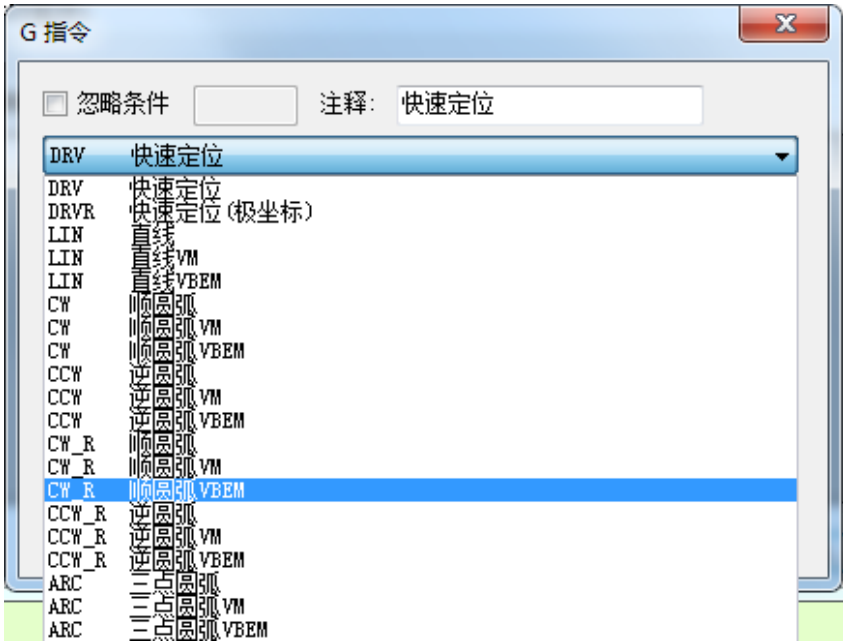 G 指令
忽略条件 注释: 快速定位
DRV 快速定位
DRV 快速定位
DRVR 快速定位(极坐标)
LIN 直线
LIN 直线VM
LIN 直线VBEM
CW 顺圆弧
CW 顺圆弧VM
CW 顺圆弧VBEM
CCW 逆圆弧
CCW 逆圆弧VM
CCW 逆圆弧VBEM
CW_R 顺圆弧
CW_R 顺圆弧VM
CW_R 顺圆弧VBEM
CCW_R 逆圆弧
CCW_R 逆圆弧VM
CCW_R 逆圆弧VBEM
ARC 三点圆弧
ARC 三点圆弧VM
ARC 三点圆弧VBEM